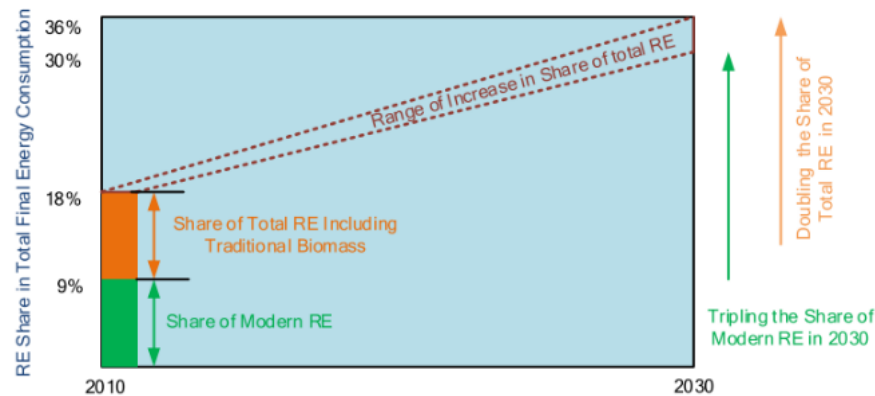 RE Share in Total Final Energy Consumption
36%
30%
18%
9%
Range of Increase in Share of total RE
Share of Total RE Including
Traditional Biomass
Share of Modern RE
2010
2030
Doubling the Share of
Total RE in 2030
Tripling the Share of
Modern RE in 2030